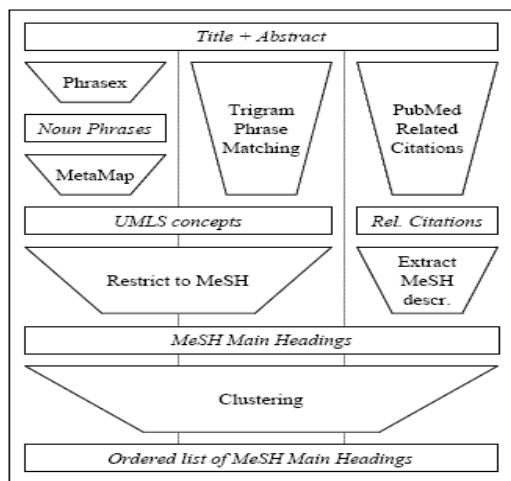 Title + Abstract
Phrasex
Noun Phrases
MetaMap
Trigram
Phrase
Matching
PubMed
Related
Citations
UMLS concepts
Rel. Citations
Restrict to MeSH
Extract
MeSH
descr.
MeSH Main Headings
Clustering
Ordered list of MeSH Main Headings